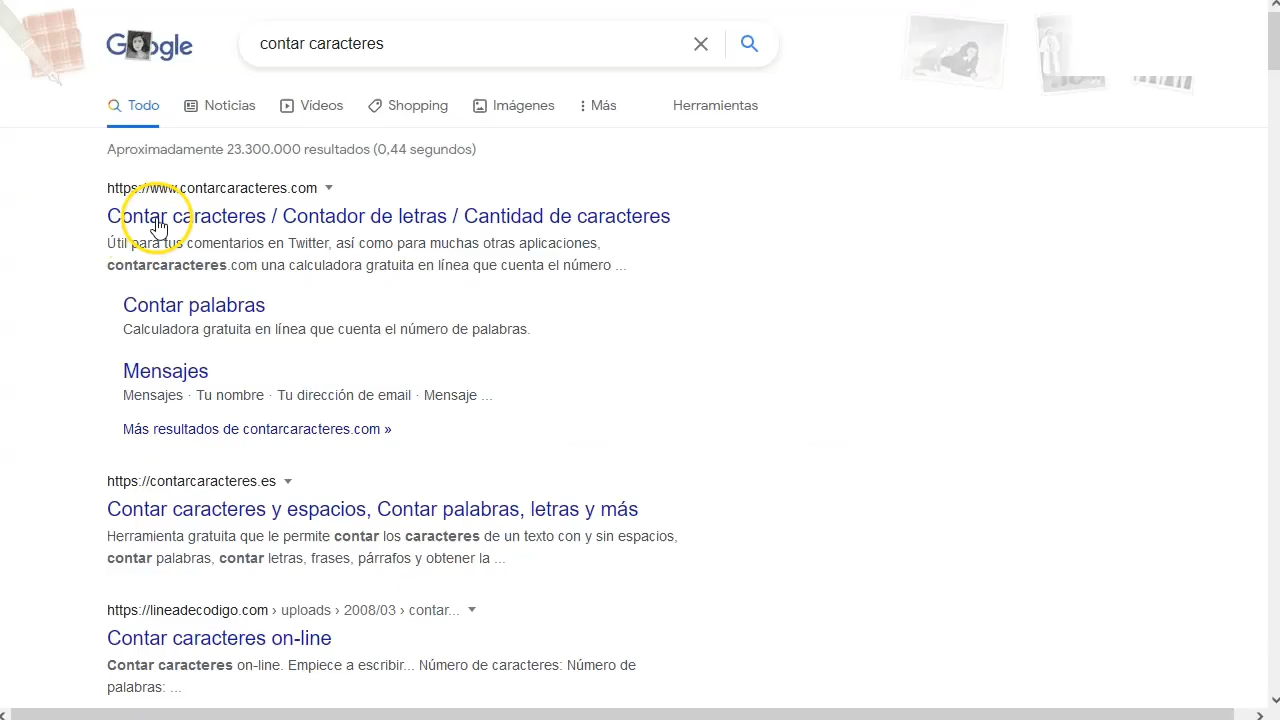 Google
contar caracteres
Todo Noticias Vídeos Shopping Imágenes Más Herramientas
Aproximadamente 23.300.000 resultados (0,44 segundos)
https://www.contarcaracteres.com
Contar caracteres / Contador de letras / Cantidad de caracteres
Útil para tus comentarios en Twitter, así como para muchas otras aplicaciones,
contarcaracteres.com una calculadora gratuita en línea que cuenta el número ...
Contar palabras
Calculadora gratuita en línea que cuenta el número de palabras.
Mensajes
Mensajes · Tu nombre · Tu dirección de email · Mensaje ...
Más resultados de contarcaracteres.com »
https://contarcaracteres.es
Contar caracteres y espacios, Contar palabras, letras y más
Herramienta gratuita que le permite contar los caracteres de un texto con y sin espacios,
contar palabras, contar letras, frases, párrafos y obtener la ...
https://lineadecodigo.com › uploads › 2008/03 › contar...
Contar caracteres on-line
Contar caracteres on-line. Empiece a escribir... Número de caracteres: Número de
palabras: ...